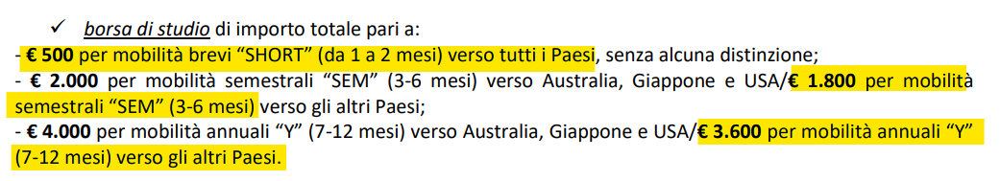 ✓ borsa di studio di importo totale pari a:
- € 500 per mobilità brevi “SHORT” (da 1 a 2 mesi) verso tutti i Paesi, senza alcuna distinzione;
- € 2.000 per mobilità semestrali “SEM” (3-6 mesi) verso Australia, Giappone e USA/€ 1.800 per mobilità
semestrali “SEM” (3-6 mesi) verso gli altri Paesi;
- € 4.000 per mobilità annuali “Y” (7-12 mesi) verso Australia, Giappone e USA/€ 3.600 per mobilità annuali “Y”
(7-12 mesi) verso gli altri Paesi.